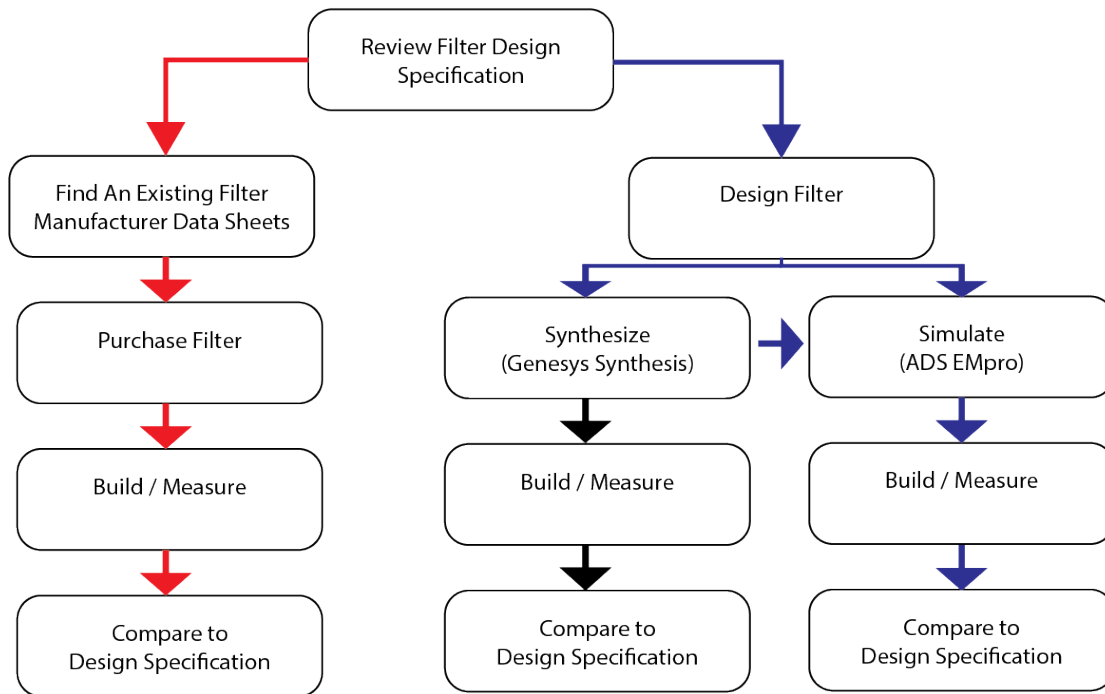 Review Filter Design
Specification
Find An Existing Filter
Manufacturer Data Sheets
Design Filter
Purchase Filter
Synthesize
(Genesys Synthesis)
Simulate
(ADS EMpro)
Build / Measure
Build / Measure
Build / Measure
Compare to
Design Specification
Compare to
Design Specification
Compare to
Design Specification